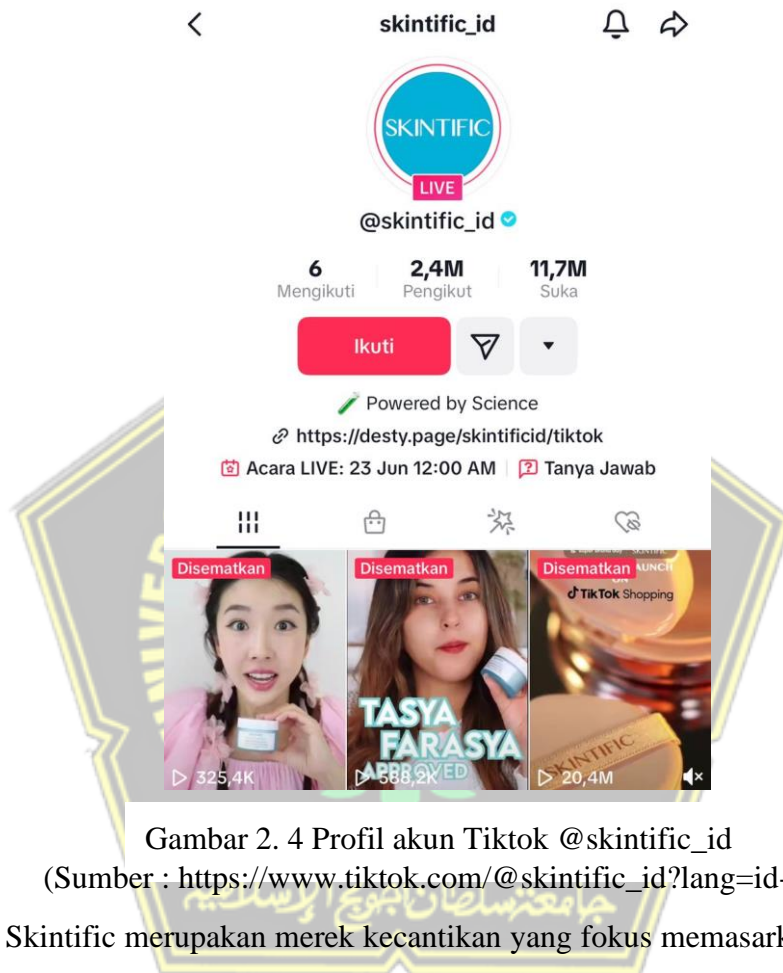 skintific_id
SKINTIFIC
LIVE
@skintific_id
6 2,4M 11,7M
Mengikuti Pengikut Suka
Ikuti
Powered by Science
https://desty.page/skintificid/tiktok
Acara LIVE: 23 Jun 12:00 AM Tanya Jawab
Disematkan Disematkan Disematkan
SKINTIFIC
AUNCH
ON
TikTok Shopping
TASYA
FARASYA
APPROVED
SKINTIFIC
325,4K 588,2K 20,4M
Gambar 2. 4 Profil akun Tiktok @skintific_id
(Sumber : https://www.tiktok.com/@skintific_id?lang=id-
Skintific merupakan merek kecantikan yang fokus memasark